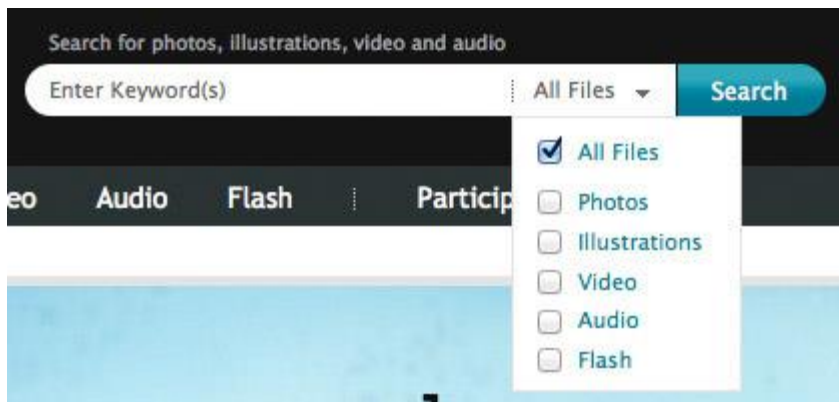 Search for photos, illustrations, video and audio
Enter Keyword(s) All Files Search
All Files
eo Audio Flash Particip
Photos
Illustrations
Video
Audio
Flash